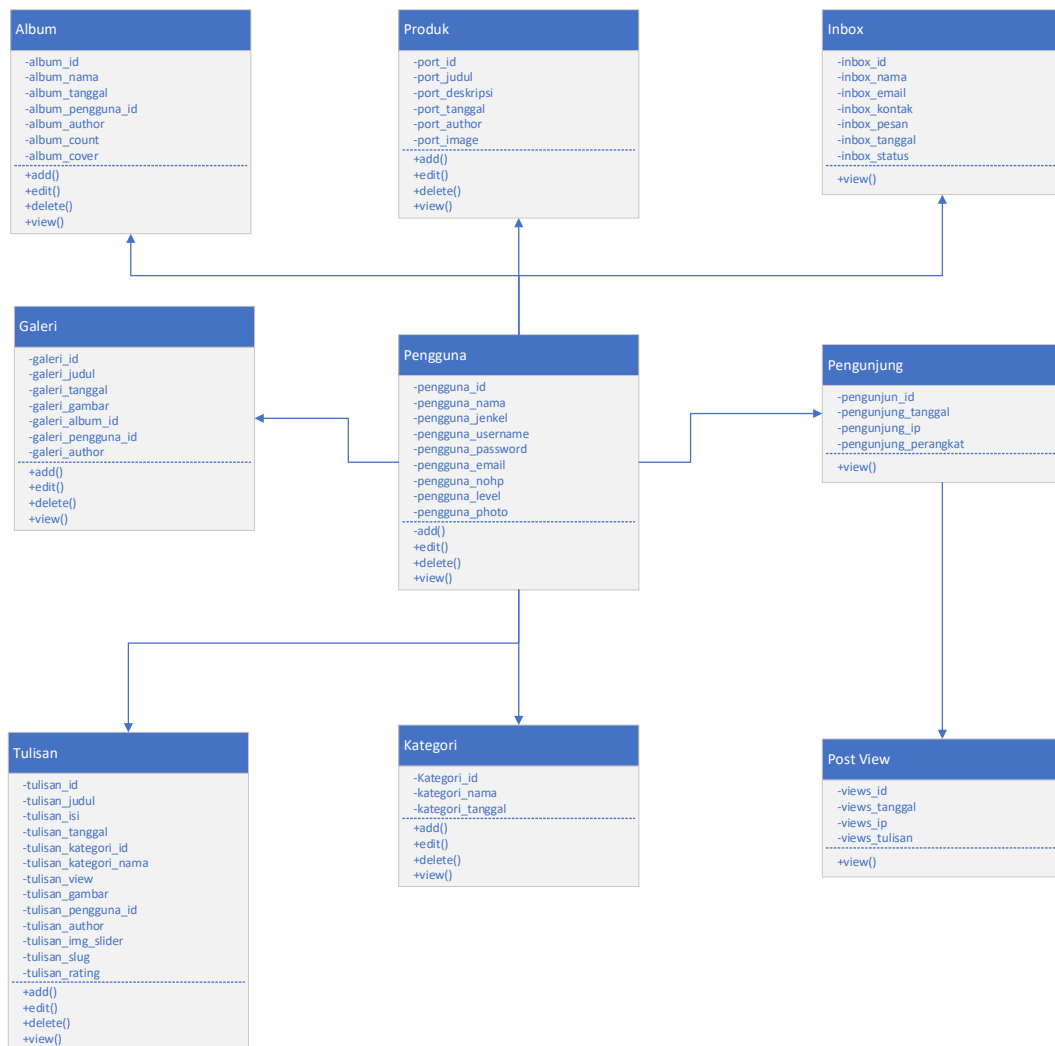 Album
-album_id
-album_nama
-album_tanggal
-album_pengguna_id
-album_author
-album_count
-album_cover
+add()
+edit()
+delete()
+view()
Produk
-port_id
-port_judul
-port_deskripsi
-port_tanggal
-port_author
-port_image
+add()
+edit()
+delete()
+view()
Inbox
-inbox_id
-inbox_nama
-inbox_email
-inbox_kontak
-inbox_pesan
-inbox_tanggal
-inbox_status
+view()
Galeri
-galeri_id
-galeri_judul
-galeri_tanggal
-galeri_gambar
-galeri_album_id
-galeri_pengguna_id
-galeri_author
+add()
+edit()
+delete()
+view()
Pengguna
-pengguna_id
-pengguna_nama
-pengguna_jenkel
-pengguna_username
-pengguna_password
-pengguna_email
-pengguna_nohp
-pengguna_level
-pengguna_photo
-add()
+edit()
+delete()
+view()
Pengunjung
-pengunjun_id
-pengunjung_tanggal
-pengunjung_ip
-pengunjung_perangkat
+view()
Tulisan
-tulisan_id
-tulisan_judul
-tulisan_isi
-tulisan_tanggal
-tulisan_kategori_id
-tulisan_kategori_nama
-tulisan_view
-tulisan_gambar
-tulisan_pengguna_id
-tulisan_author
-tulisan_img_slider
-tulisan_slug
-tulisan_rating
+add()
+edit()
+delete()
+view()
Kategori
-Kategori_id
-kategori_nama
-kategori_tanggal
+add()
+edit()
+delete()
+view()
Post View
-views_id
-views_tanggal
-views_ip
-views_tulisan
+view()